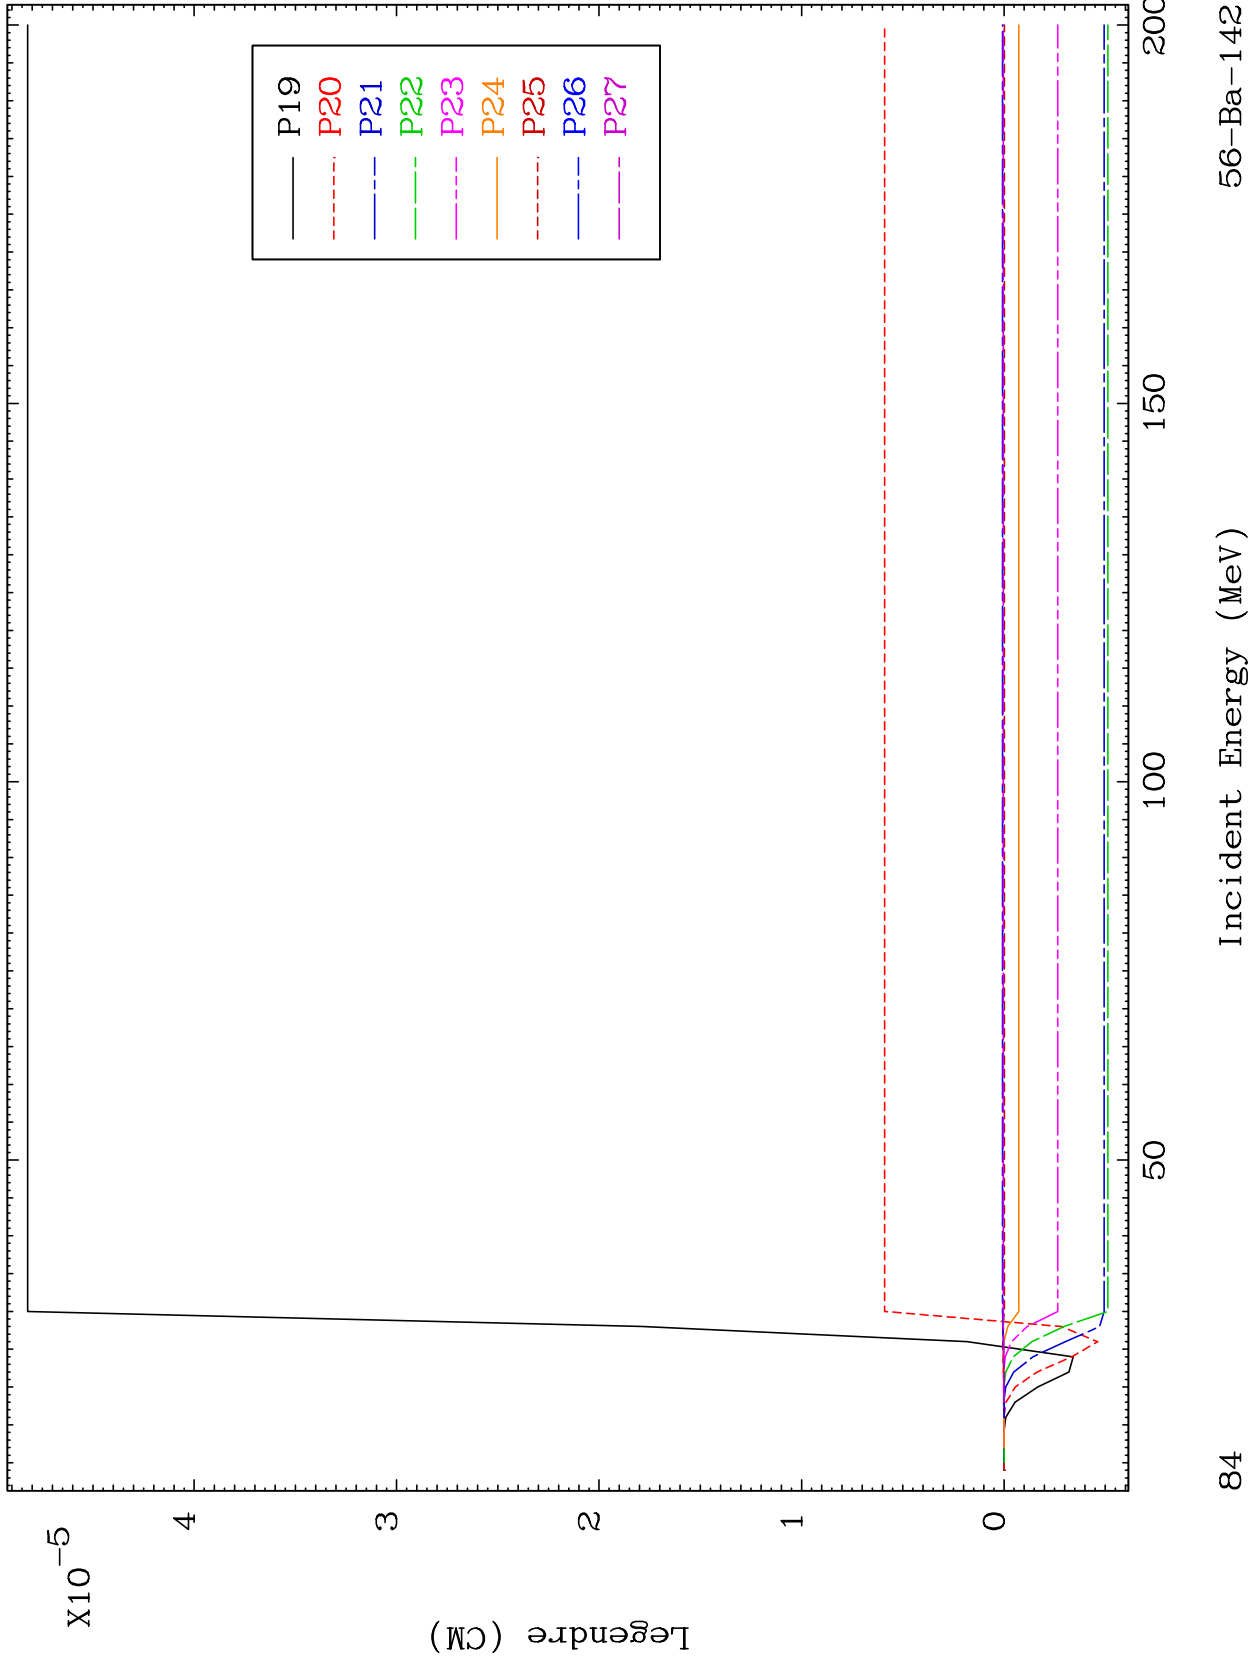 X10-5
4
3
2
1
0
Legendre (CM)
P19
P20
P21
P22
P23
P24
P25
P26
P27
50
100
150
200
Incident Energy (MeV)
84
56-Ba-142